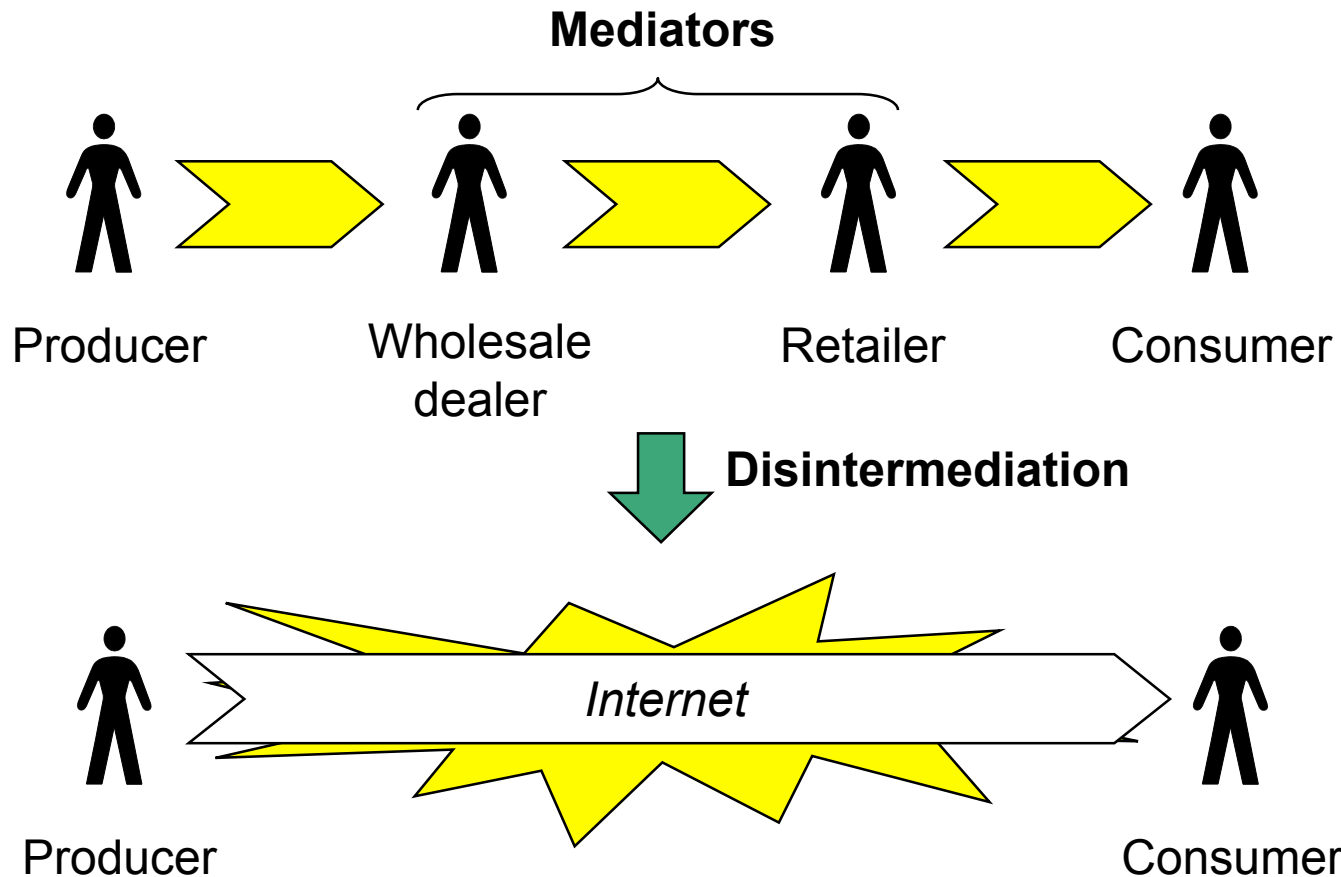 Mediators
Producer
Wholesale
dealer
Retailer
Consumer
Disintermediation
Internet
Producer
Consumer